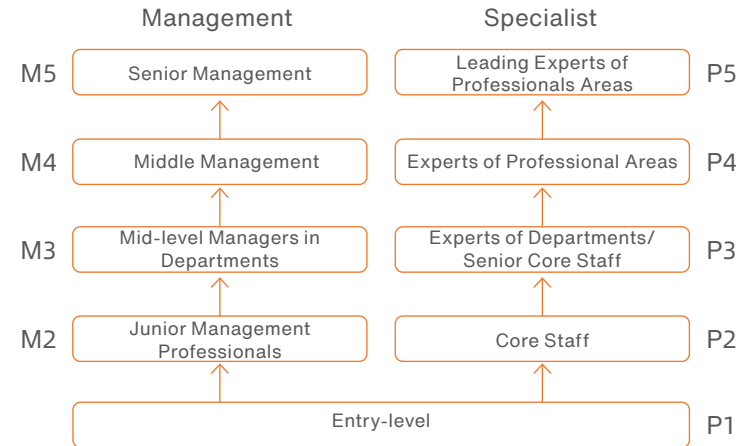 Management Specialist
M5 Senior Management Leading Experts of
Professionals Areas P5
M4 Middle Management Experts of Professional Areas P4
M3 Mid-level Managers in
Departments Experts of Departments/
Senior Core Staff P3
M2 Junior Management
Professionals Core Staff P2
Entry-level P1